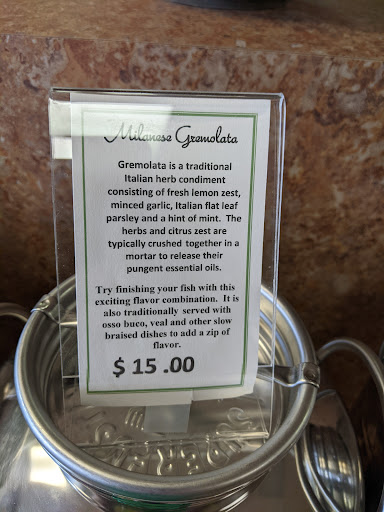 Milanese Gremolata
Gremolata is a traditional
Italian herb condiment
consisting of fresh lemon zest,
minced garlic, Italian flat leaf
parsley and a hint of mint.  The
herbs and citrus zest are
typically crushed together in a
mortar to release their
pungent essential oils.
Try finishing your fish with this
exciting flavor combination.  It is
also traditionally  served with
osso buco, veal and other slow
braised dishes to add a zip of
flavor.
$ 15 .00